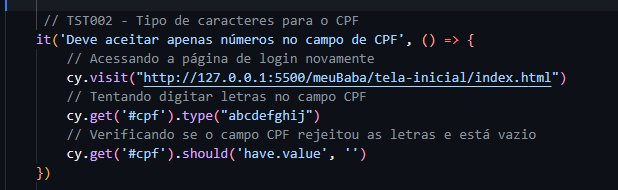 // TST002 - Tipo de caracteres para o CPF
it('Deve aceitar apenas números no campo de CPF', () => {
// Acessando a página de login novamente
cy.visit("http://127.0.0.1:5500/meuBaba/tela-inicial/index.html")
// Tentando digitar letras no campo CPF
cy.get('#cpf').type("abcdefghij")
// Verificando se o campo CPF rejeitou as letras e está vazio
cy.get('#cpf').should('have.value', '')
})